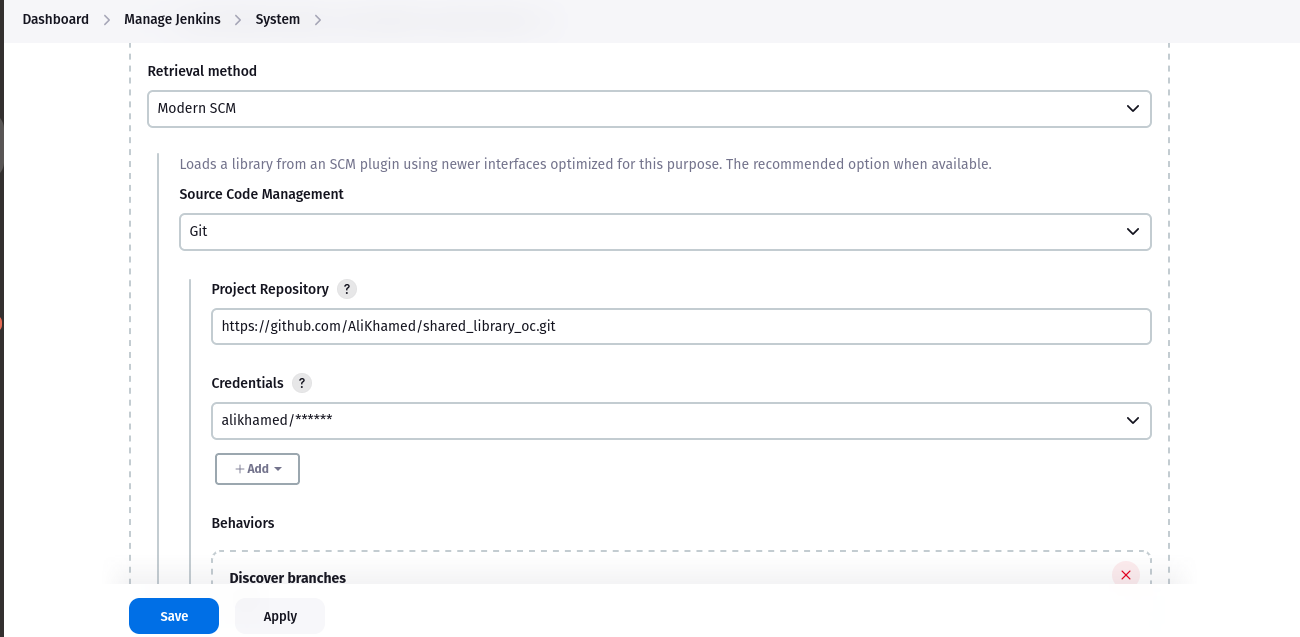 Dashboard > Manage Jenkins > System >
Retrieval method
Modern SCM
Loads a library from an SCM plugin using newer interfaces optimized for this purpose. The recommended option when available.
Source Code Management
Git
Project Repository ?
https://github.com/AliKhamed/shared_library_oc.git
Credentials ?
alikhamed/******
+ Add
Behaviors
Discover branches
Save Apply